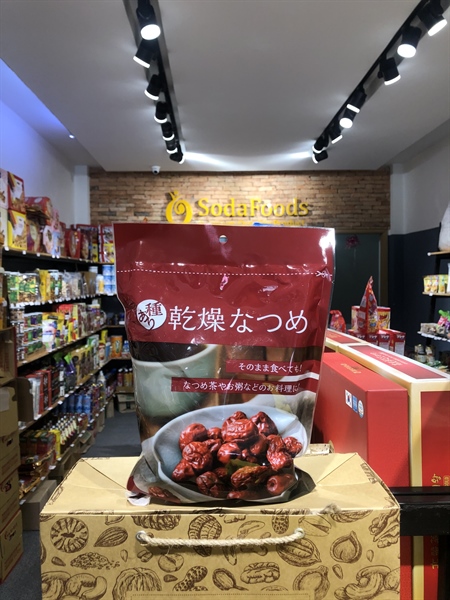 SodaFoods
種あり
乾燥なつめ
そのまま食べても!
なつめ茶やお粥などのお料理に